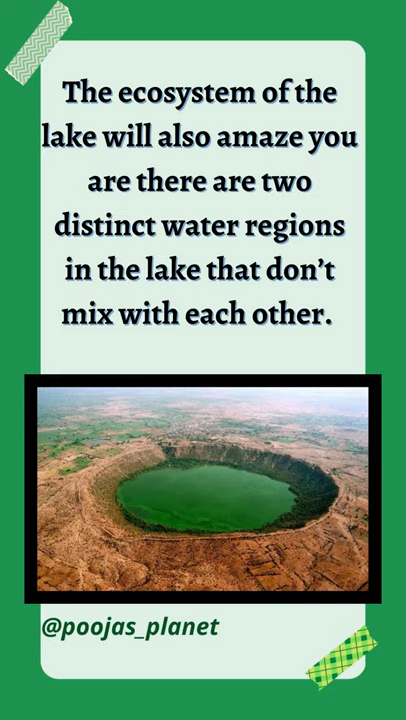 The ecosystem of the
lake will also amaze you
are there are two
distinct water regions
in the lake that don’t
mix with each other.
@poojas_planet